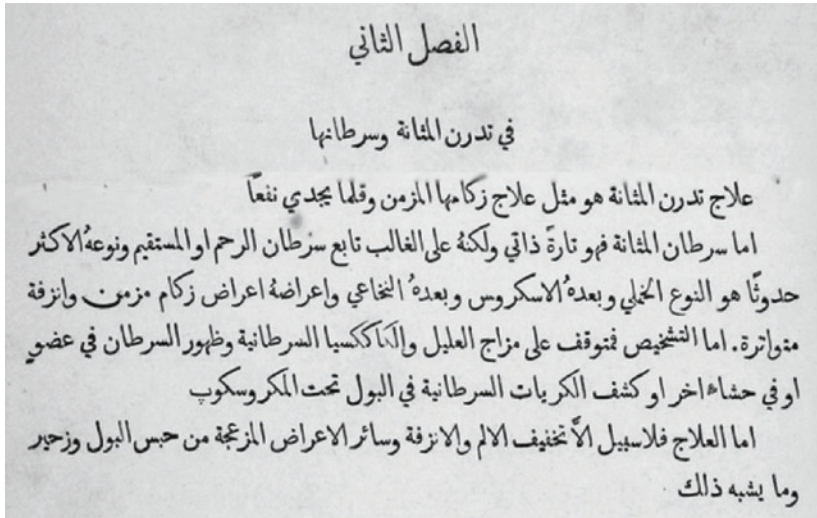 الفصل الثاني
في تدرن المثانة وسرطانها
علاج تدرن المثانة هو مثل علاج زكامها المزمن وقلما يجدي نفعًا
اما سرطان المثانة فهو تارةً ذاتي ولكنهُ على الغالب تابع سرطان الرحم او المستقيم ونوعهُ الاكثر
حدوثًا هو النوع الخملي وبعدهُ الاسكروس وبعدهُ النخاعي واعراضهُ اعراض زكام مزمن وانزفة
متواترة. اما التشخيص فمتوقف على مزاج العليل والكاككسيا السرطانية وظهور السرطان في عضوٍ
او في حشاء اخر او كشف الكريات السرطانية في البول تحت المكروسكوب
اما العلاج فلاسبيل الاَّ تخفيف الالم والانزفة وسائر الاعراض المزعجة من حبس البول وزحير
وما يشبه ذلك